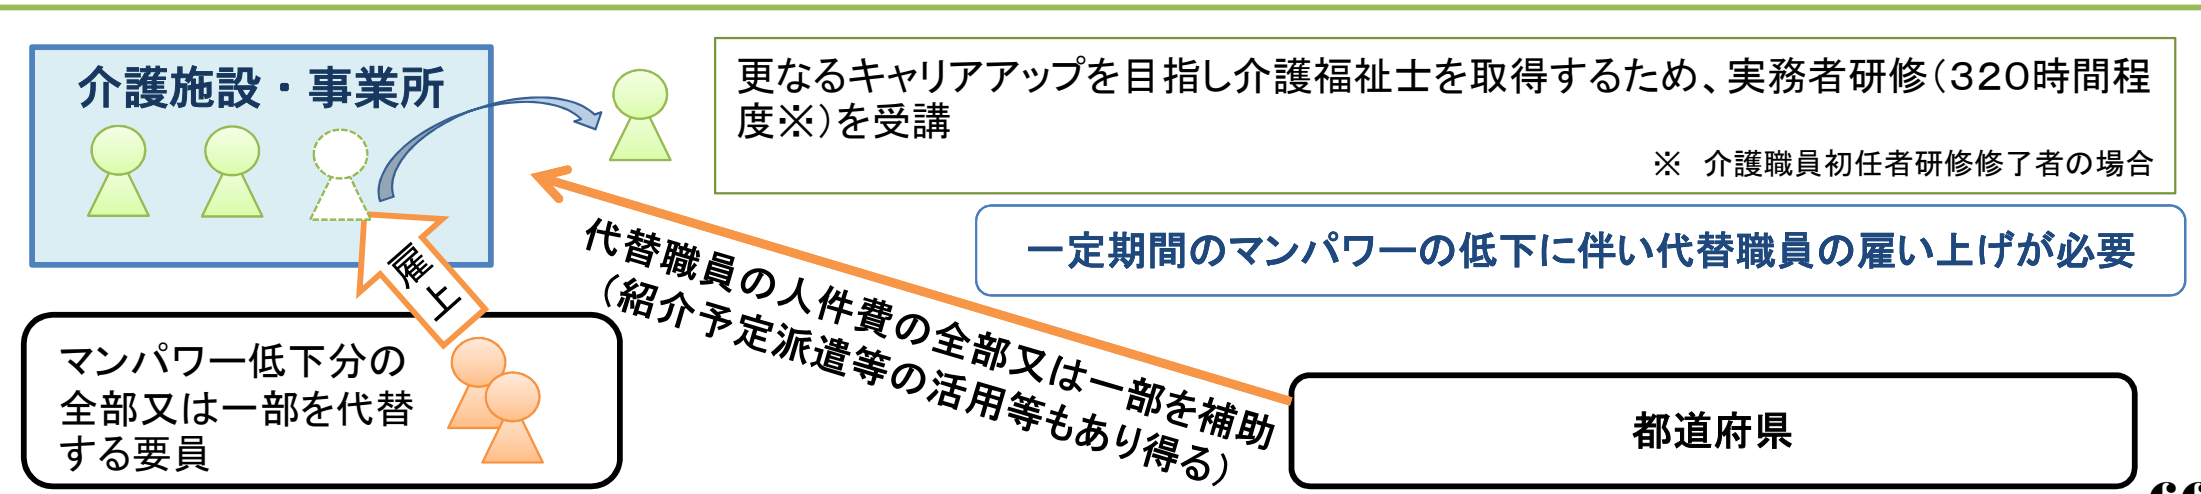 介護施設・事業所
更なるキャリアアップを目指し介護福祉士を取得するため、実務者研修（３２０時間程
度※）を受講
※　介護職員初任者研修修了者の場合
一定期間のマンパワーの低下に伴い代替職員の雇い上げが必要
雇
上
代替職員の人件費の全部又は一部を補助
（紹介予定派遣等の活用等もあり得る）
マンパワー低下分の
全部又は一部を代替
する要員
都道府県